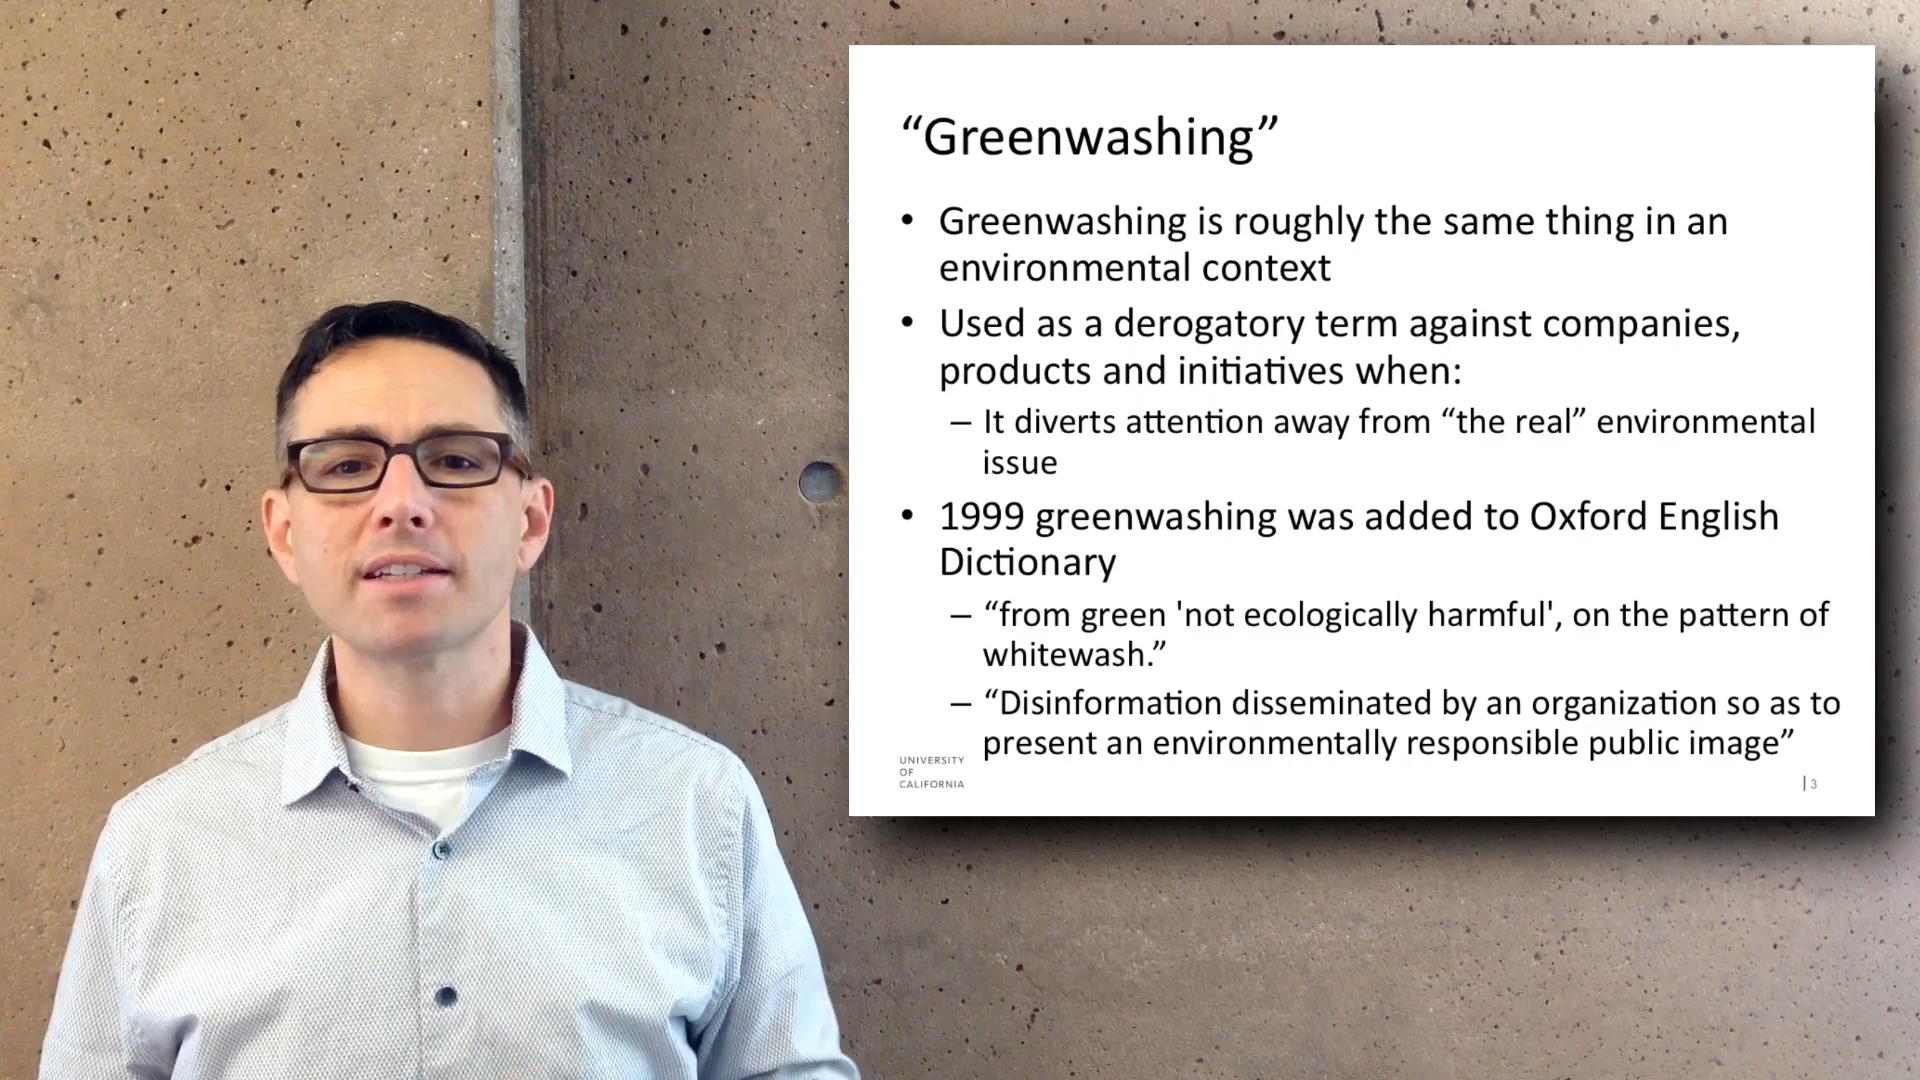 “Greenwashing”
• Greenwashing is roughly the same thing in an
environmental context
• Used as a derogatory term against companies,
products and initiatives when:
– It diverts attention away from “the real” environmental
issue
• 1999 greenwashing was added to Oxford English
Dictionary
– “from green 'not ecologically harmful', on the pattern of
whitewash.”
– “Disinformation disseminated by an organization so as to
present an environmentally responsible public image”
UNIVERSITY
OF
CALIFORNIA
| 3